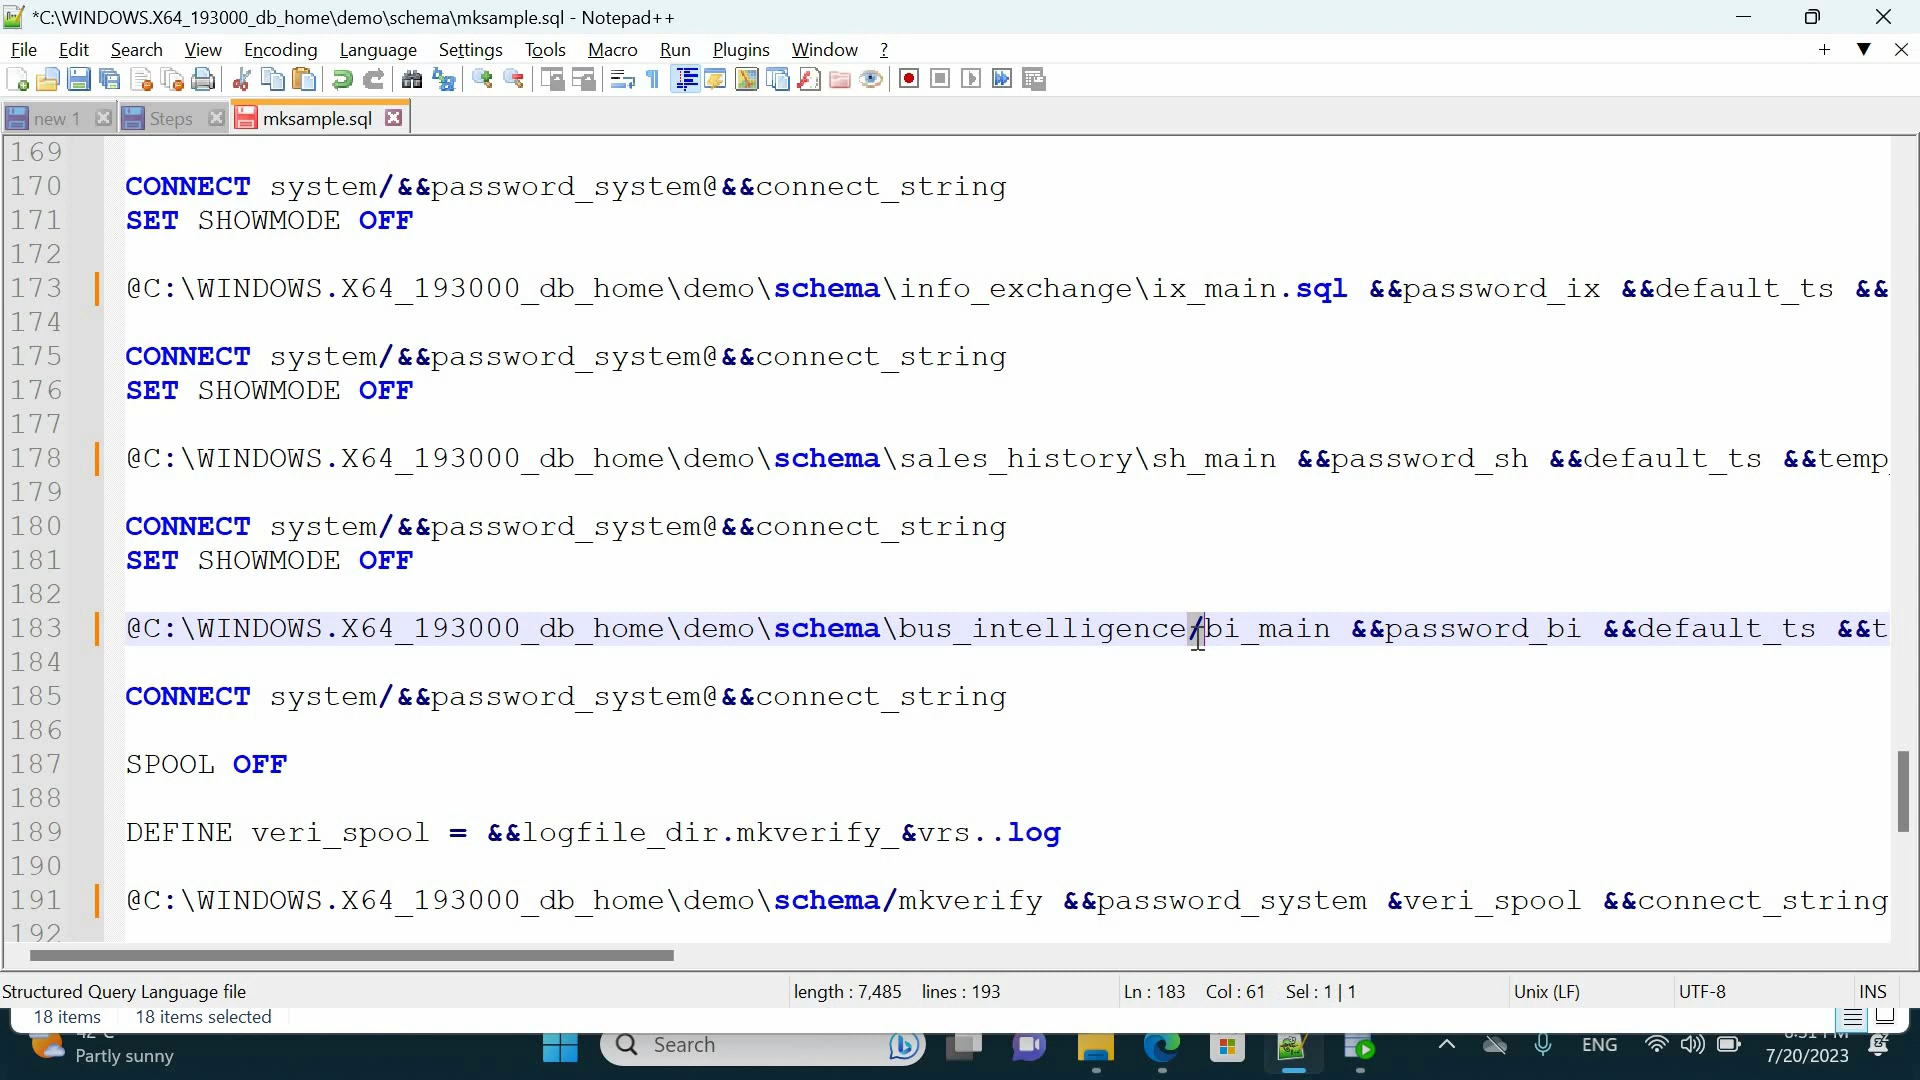 *C:\WINDOWS.X64_193000_db_home\demo\schema\mksample.sql - Notepad++
File Edit Search View Encoding Language Settings Tools Macro Run Plugins Window ?
new 1 Steps mksample.sql
169
170 CONNECT system/&&password_system@&&connect_string
171 SET SHOWMODE OFF
172
173 @C:\WINDOWS.X64_193000_db_home\demo\schema\info_exchange\ix_main.sql &&password_ix &&default_ts &&
174
175 CONNECT system/&&password_system@&&connect_string
176 SET SHOWMODE OFF
177
178 @C:\WINDOWS.X64_193000_db_home\demo\schema\sales_history\sh_main &&password_sh &&default_ts &&temp_
179
180 CONNECT system/&&password_system@&&connect_string
181 SET SHOWMODE OFF
182
183 @C:\WINDOWS.X64_193000_db_home\demo\schema\bus_intelligence/bi_main &&password_bi &&default_ts &&t
184
185 CONNECT system/&&password_system@&&connect_string
186
187 SPOOL OFF
188
189 DEFINE veri_spool = &&logfile_dir.mkverify_&vrs..log
190
191 @C:\WINDOWS.X64_193000_db_home\demo\schema/mkverify &&password_system &veri_spool &&connect_string
192
Structured Query Language file length : 7,485 lines : 193 Ln : 183 Col : 61 Sel : 1 | 1 Unix (LF) UTF-8 INS
18 items 18 items selected
Partly sunny
Search
ENG
7/20/2023